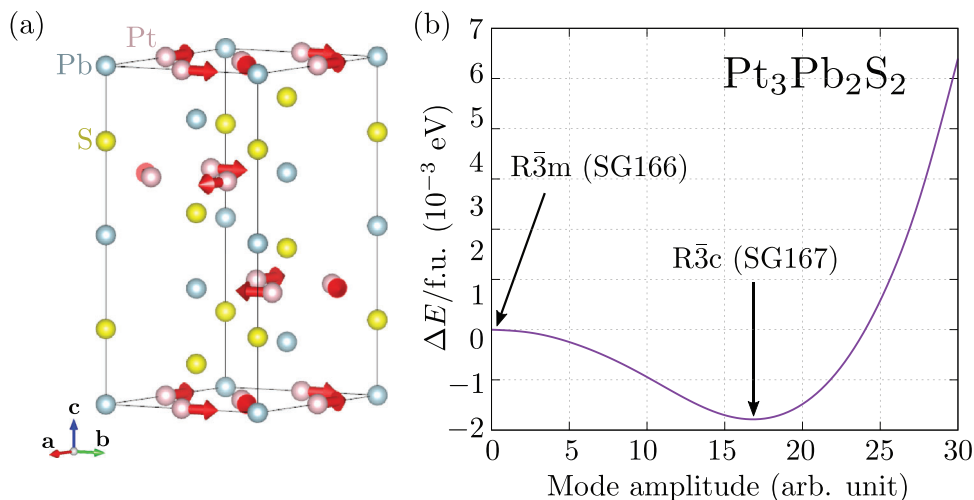 (a)
Pt
Pb
S
c
a
b
(b)
Pt₃Pb₂S₂
R3̄m (SG166)
R3̄c (SG167)
ΔE/f.u. (10⁻³ eV)
7
6
5
4
3
2
1
0
−1
−2
0 5 10 15 20 25 30
Mode amplitude (arb. unit)